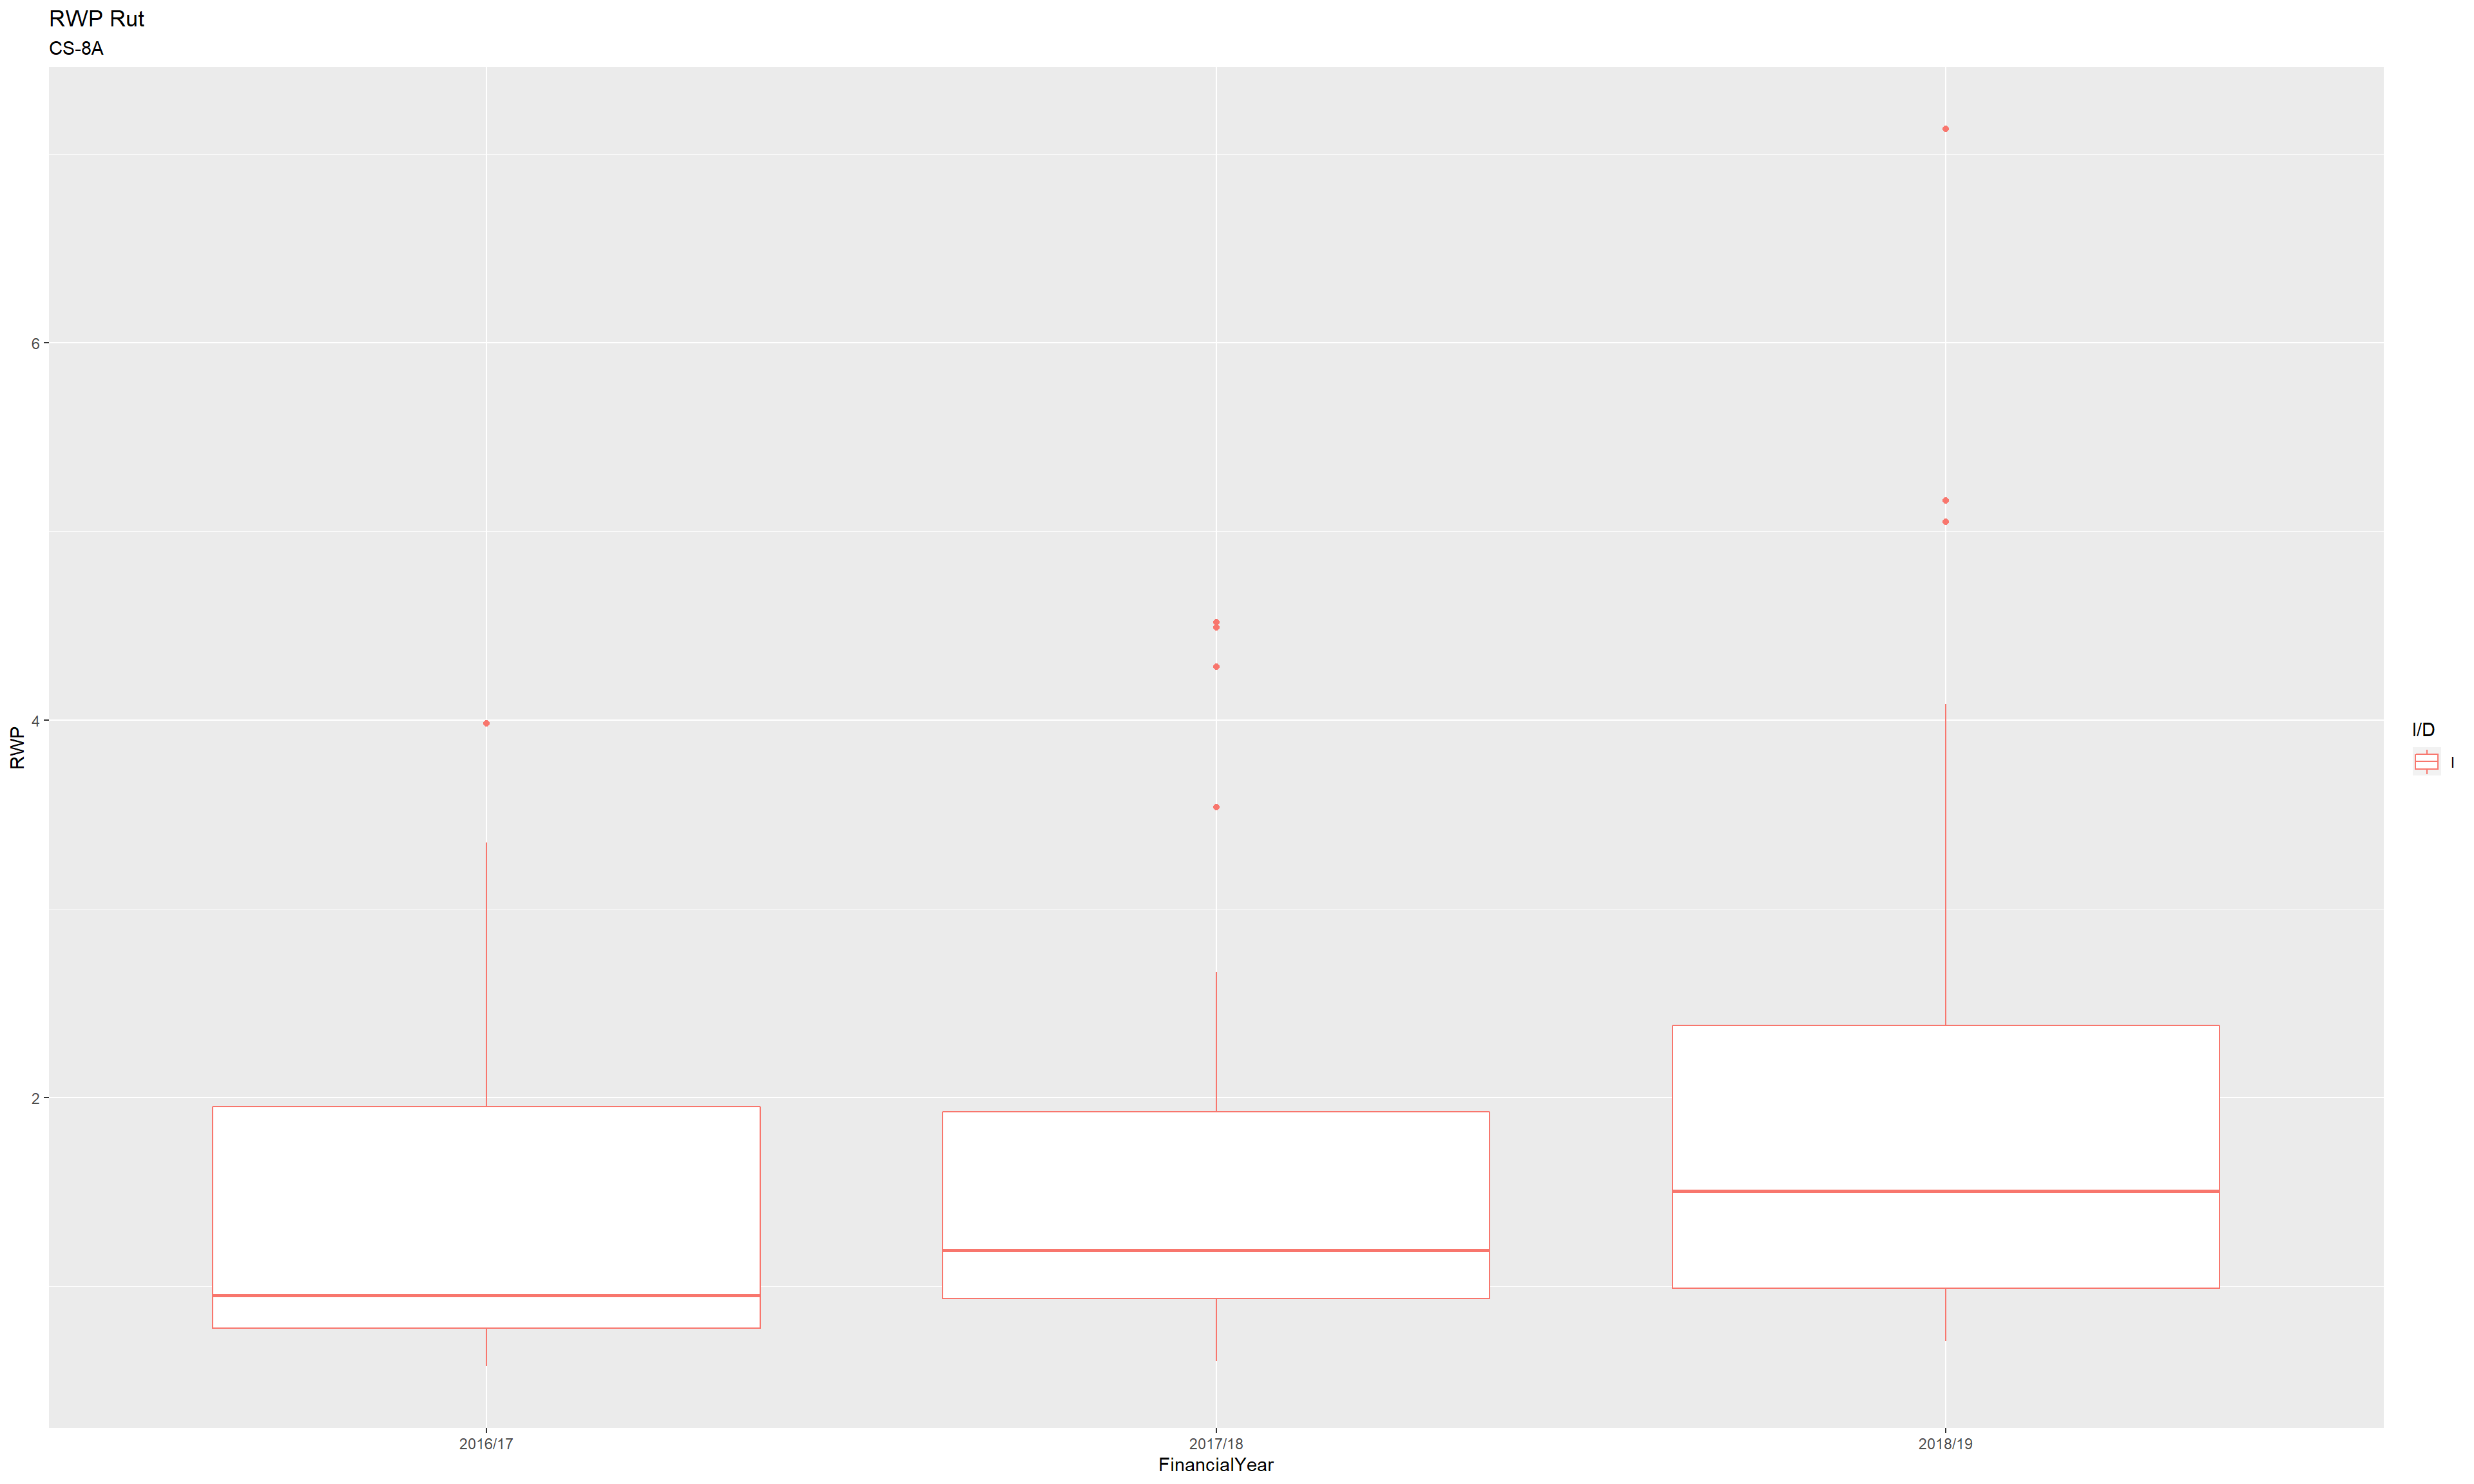 RWP Rut
CS-8A
6
4
2
RWP
2016/17
2017/18
2018/19
FinancialYear
I/D
I